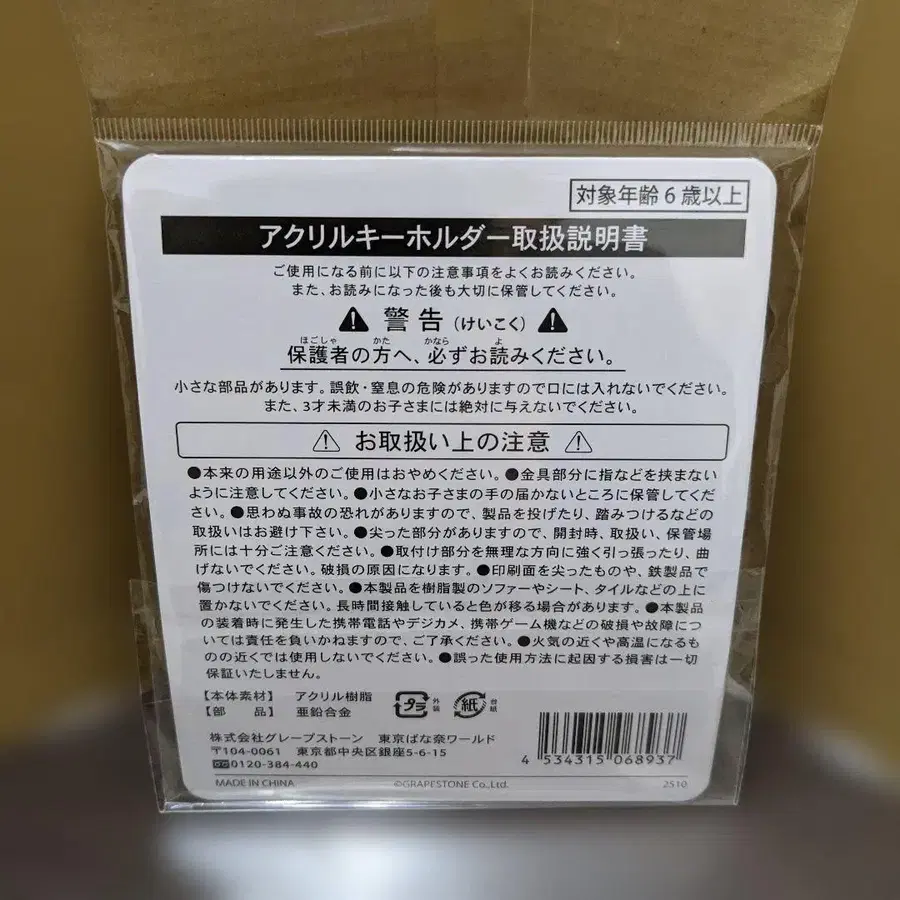 対象年齢6歳以上
アクリルキーホルダー取扱説明書
ご使用になる前に以下の注意事項をよくお読みください。
また、お読みになった後も大切に保管してください。
警告(けいこく)
ほごしゃ かた かなら よ
保護者の方へ、必ずお読みください。
小さな部品があります。誤飲・窒息の危険がありますので口には入れないでください。
また、3才未満のお子さまには絶対に与えないでください。
お取扱い上の注意
●本来の用途以外のご使用はおやめください。●金具部分に指などを挟まない
ように注意してください。●小さなお子さまの手の届かないところに保管してくだ
さい。●思わぬ事故の恐れがありますので、製品を投げたり、踏みつけるなどの
取扱いはお避け下さい。●尖った部分がありますので、開封時、取扱い、保管場
所には十分ご注意ください。●取付け部分を無理な方向に強く引っ張ったり、曲
げないでください。破損の原因になります。●印刷面を尖ったものや、鉄製品で
傷つけないでください。●本製品を樹脂製のソファーやシート、タイルなどの上に
置かないでください。長時間接触していると色が移る場合があります。●本製品
の装着時に発生した携帯電話やデジカメ、携帯ゲーム機などの破損や故障につ
いては責任を負いかねますので、ご了承ください。●火気の近くや高温になるも
のの近くでは使用しないでください。●誤った使用方法に起因する損害は一切
保証いたしません。
【本体素材】 アクリル樹脂
【部 品】 亜鉛合金
プラ 外装 紙 台紙
株式会社グレープストーン 東京ばな奈ワールド
〒104-0061 東京都中央区銀座5-6-15
0120-384-440
4 534315 068937
MADE IN CHINA ©GRAPESTONE Co.,Ltd. 2510